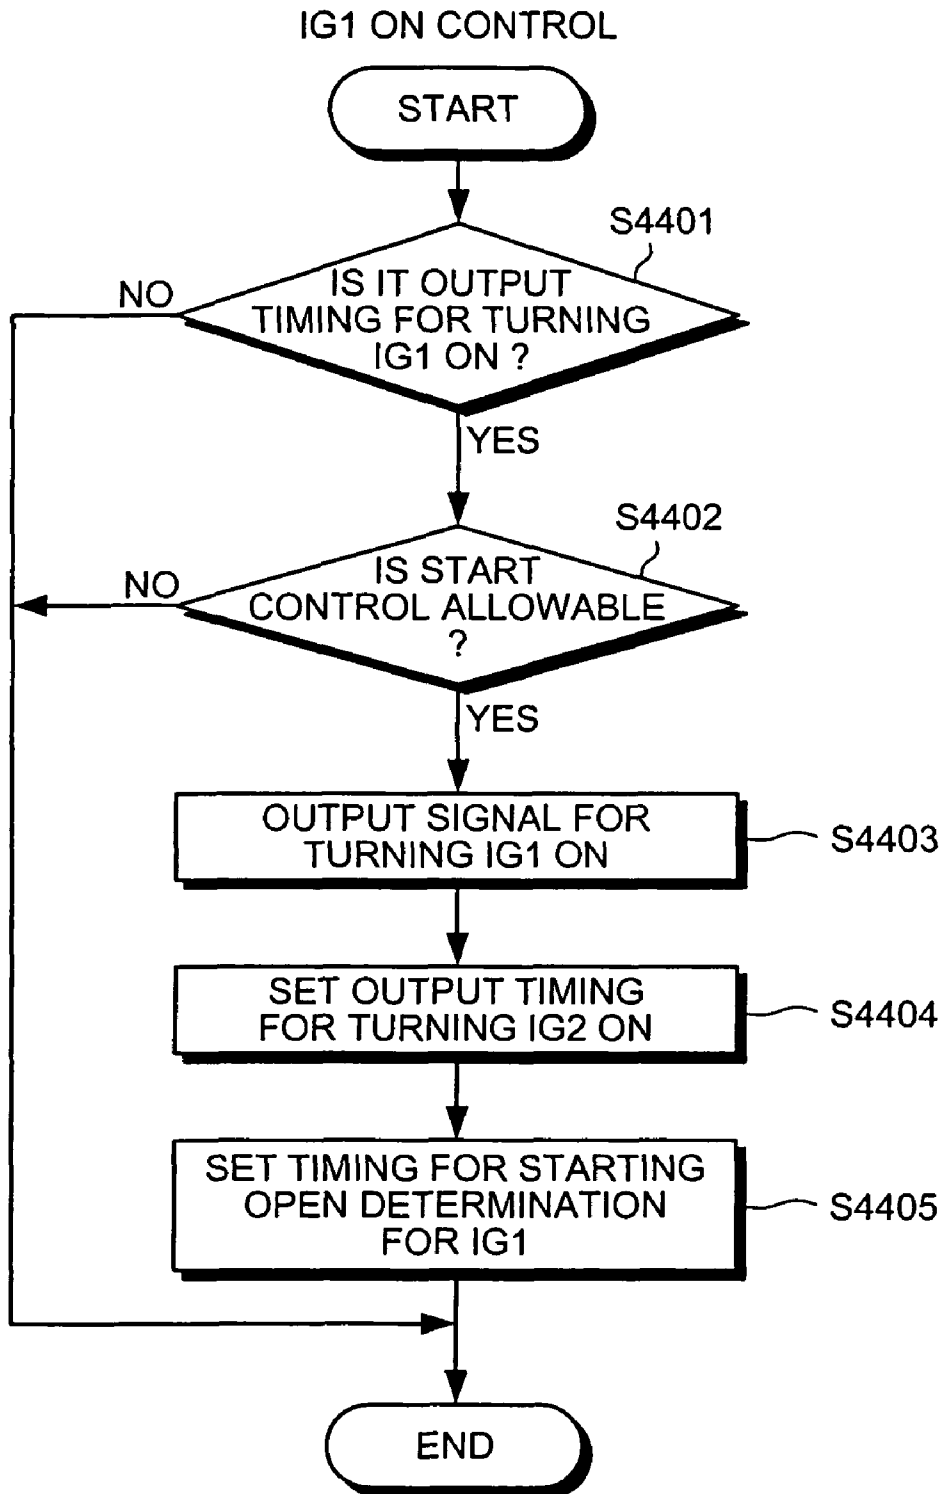 IG1 ON CONTROL
START
S4401
IS IT OUTPUT
TIMING FOR TURNING
IG1 ON ?
NO
YES
S4402
IS START
CONTROL ALLOWABLE
?
NO
YES
OUTPUT SIGNAL FOR
TURNING IG1 ON
S4403
SET OUTPUT TIMING
FOR TURNING IG2 ON
S4404
SET TIMING FOR STARTING
OPEN DETERMINATION
FOR IG1
S4405
END